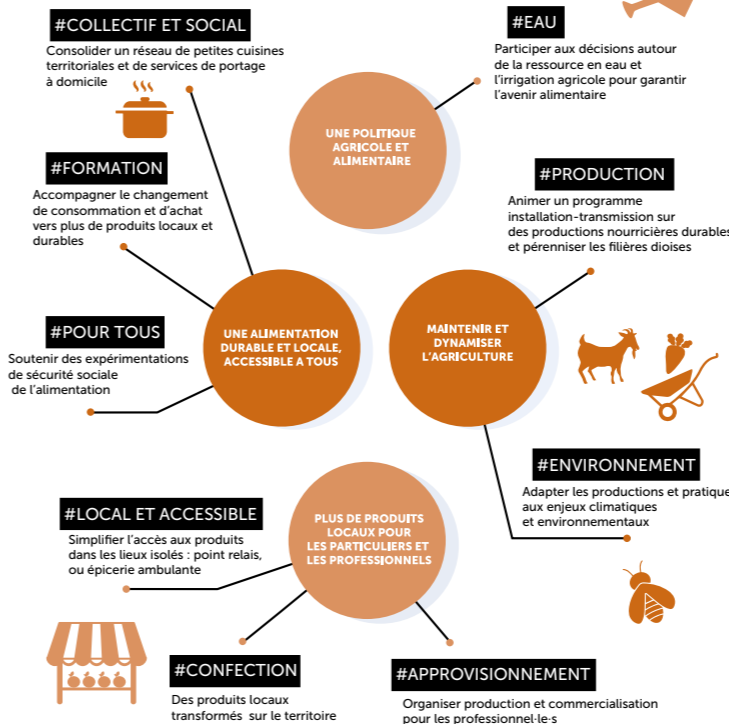 #COLLECTIF ET SOCIAL
Consolider un réseau de petites cuisines
territoriales et de services de portage
à domicile
#EAU
Participer aux décisions autour
de la ressource en eau et
l'irrigation agricole pour garantir
l'avenir alimentaire
UNE POLITIQUE
AGRICOLE ET
ALIMENTAIRE
#FORMATION
Accompagner le changement
de consommation et d'achat
vers plus de produits locaux et
durables
#PRODUCTION
Animer un programme
installation-transmission sur
des productions nourricières durables
et pérenniser les filières dioises
#POUR TOUS
Soutenir des expérimentations
de sécurité sociale
de l'alimentation
UNE ALIMENTATION
DURABLE ET LOCALE,
ACCESSIBLE A TOUS
MAINTENIR ET
DYNAMISER
L'AGRICULTURE
#ENVIRONNEMENT
Adapter les productions et pratique
aux enjeux climatiques
et environnementaux
#LOCAL ET ACCESSIBLE
Simplifier l'accès aux produits
dans les lieux isolés : point relais,
ou épicerie ambulante
PLUS DE PRODUITS
LOCAUX POUR
LES PARTICULIERS ET
LES PROFESSIONNELS
#CONFECTION
Des produits locaux
transformés sur le territoire
#APPROVISIONNEMENT
Organiser production et commercialisation
pour les professionnel·le·s